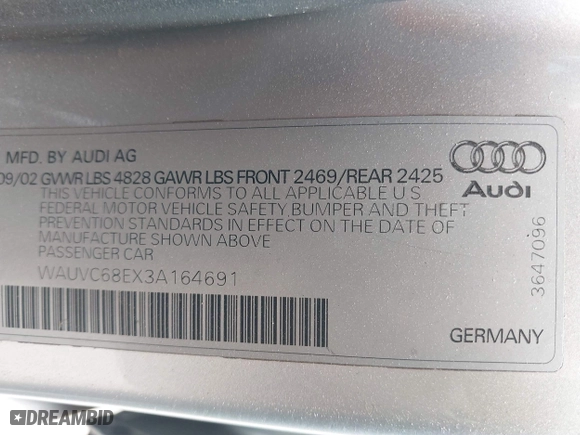 MFD. BY AUDI AG
09/02 GVWR LBS 4828 GAWR LBS FRONT 2469/REAR 2425
THIS VEHICLE CONFORMS TO ALL APPLICABLE U S
FEDERAL MOTOR VEHICLE SAFETY, BUMPER AND THEFT
PREVENTION STANDARDS IN EFFECT ON THE DATE OF
MANUFACTURE SHOWN ABOVE
PASSENGER CAR
WAUVC68EX3A164691
Audi
3647096
GERMANY
DREAMBID